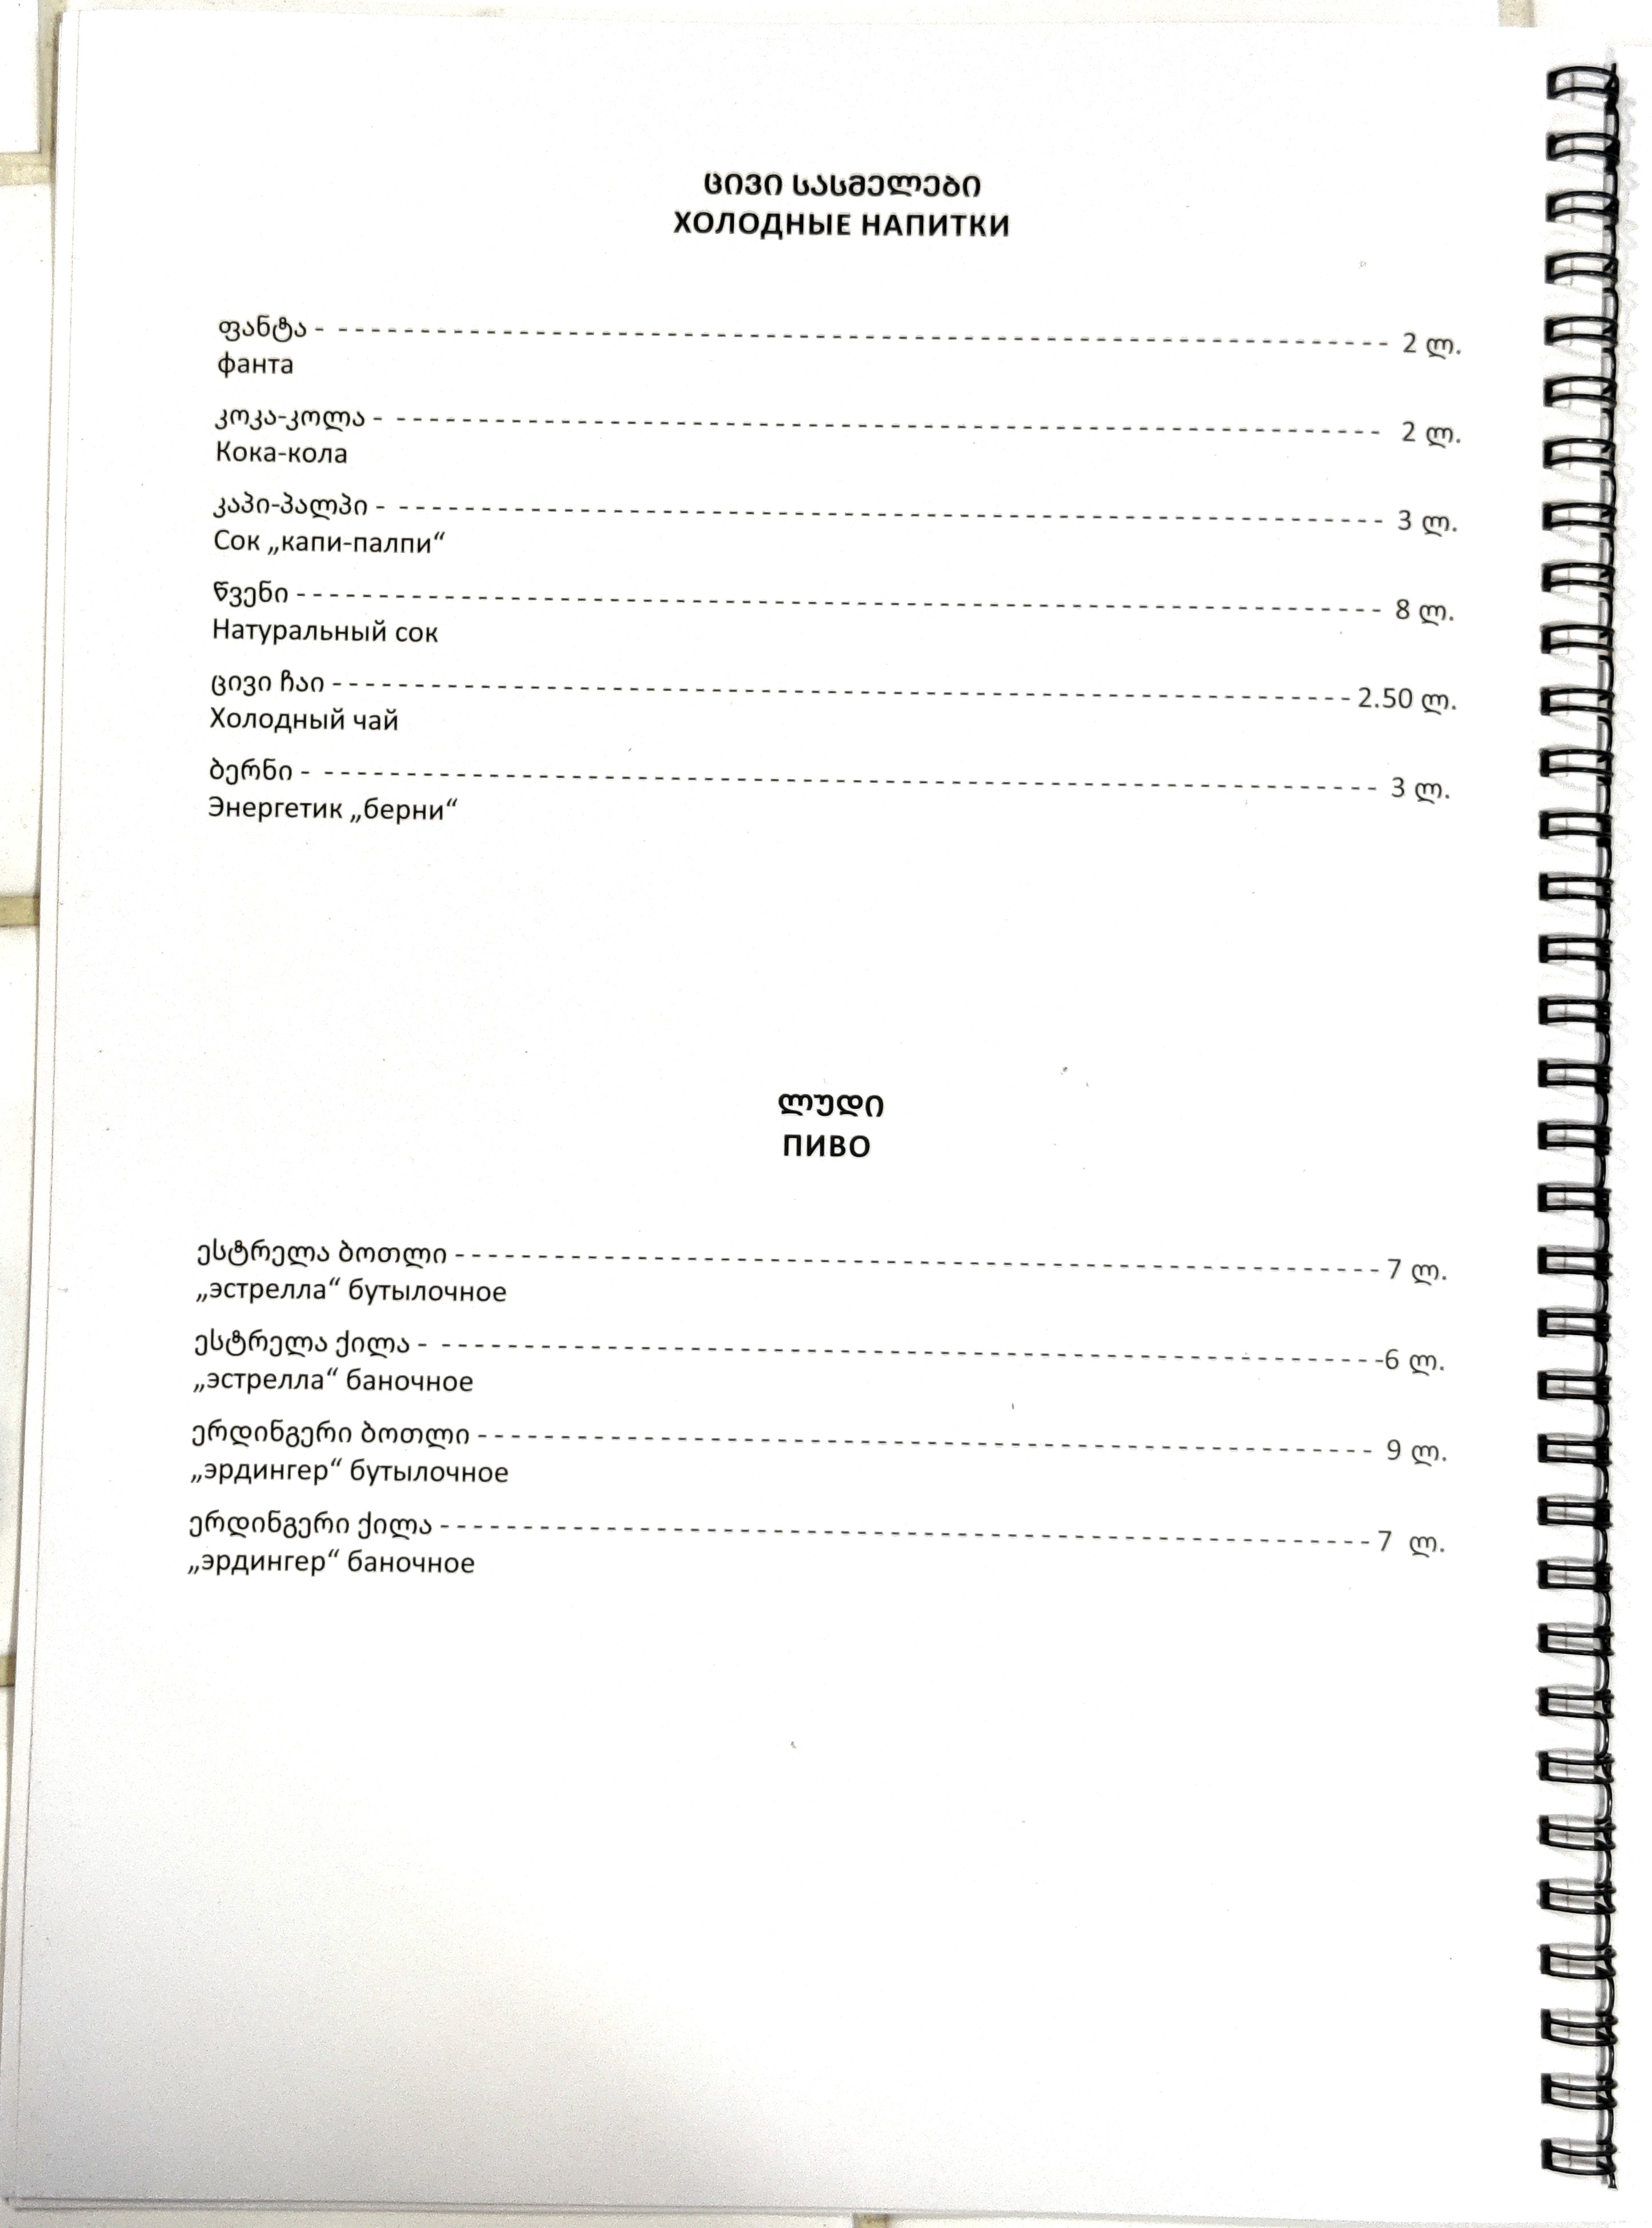 ცივი სასმელები
ХОЛОДНЫЕ НАПИТКИ
ფანტა - - - - - - - - - - - - - - - - - - - - - - - - - - - - - - - - - - - - - - - - 2 ლ.
фанта
კოკა-კოლა - - - - - - - - - - - - - - - - - - - - - - - - - - - - - - - - - - - - - - - - 2 ლ.
Кока-кола
კაპი-პალპი - - - - - - - - - - - - - - - - - - - - - - - - - - - - - - - - - - - - - - - - 3 ლ.
Сок „капи-палпи“
წვენი - - - - - - - - - - - - - - - - - - - - - - - - - - - - - - - - - - - - - - - - 8 ლ.
Натуральный сок
ცივი ჩაი - - - - - - - - - - - - - - - - - - - - - - - - - - - - - - - - - - - - - - - - 2.50 ლ.
Холодный чай
ბერნი - - - - - - - - - - - - - - - - - - - - - - - - - - - - - - - - - - - - - - - - 3 ლ.
Энергетик „берни“
ლუდი
ПИВО
ესტრელა ბოთლი - - - - - - - - - - - - - - - - - - - - - - - - - - - - - - - - - - - - - - - - 7 ლ.
„эстрелла“ бутылочное
ესტრელა ქილა - - - - - - - - - - - - - - - - - - - - - - - - - - - - - - - - - - - - - - - -6 ლ.
„эстрелла“ баночное
ერდინგერი ბოთლი - - - - - - - - - - - - - - - - - - - - - - - - - - - - - - - - - - - - - - - - 9 ლ.
„эрдингер“ бутылочное
ერდინგერი ქილა - - - - - - - - - - - - - - - - - - - - - - - - - - - - - - - - - - - - - - - - 7 ლ.
„эрдингер“ баночное